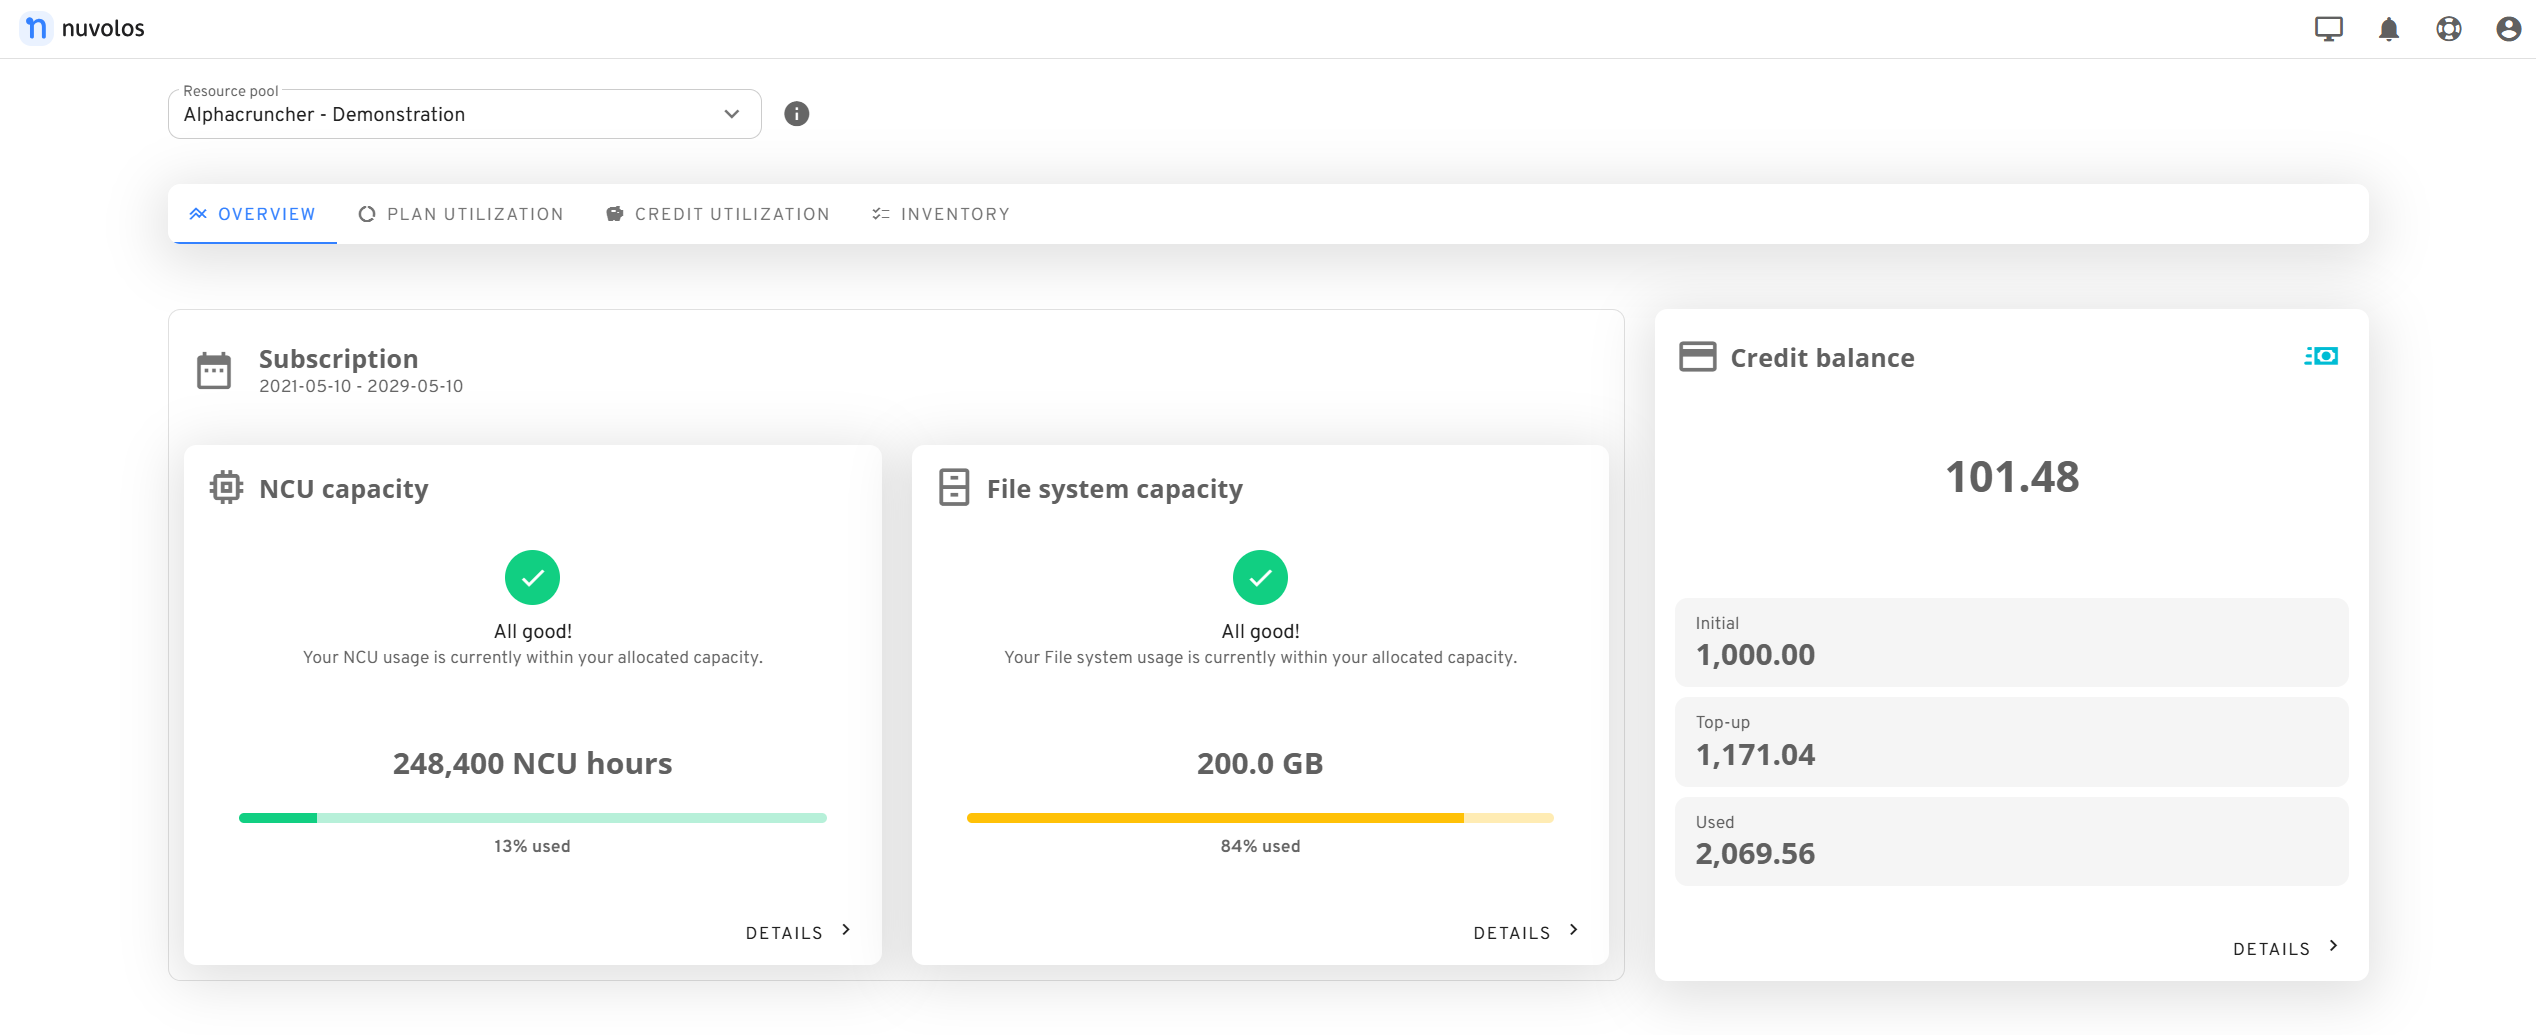 nuvolos
Resource pool
Alphacruncher - Demonstration
OVERVIEW
PLAN UTILIZATION
CREDIT UTILIZATION
INVENTORY
Subscription
2021-05-10 - 2029-05-10
NCU capacity
All good!
Your NCU usage is currently within your allocated capacity.
248,400 NCU hours
13% used
DETAILS
File system capacity
All good!
Your File system usage is currently within your allocated capacity.
200.0 GB
84% used
DETAILS
Credit balance
101.48
Initial
1,000.00
Top-up
1,171.04
Used
2,069.56
DETAILS